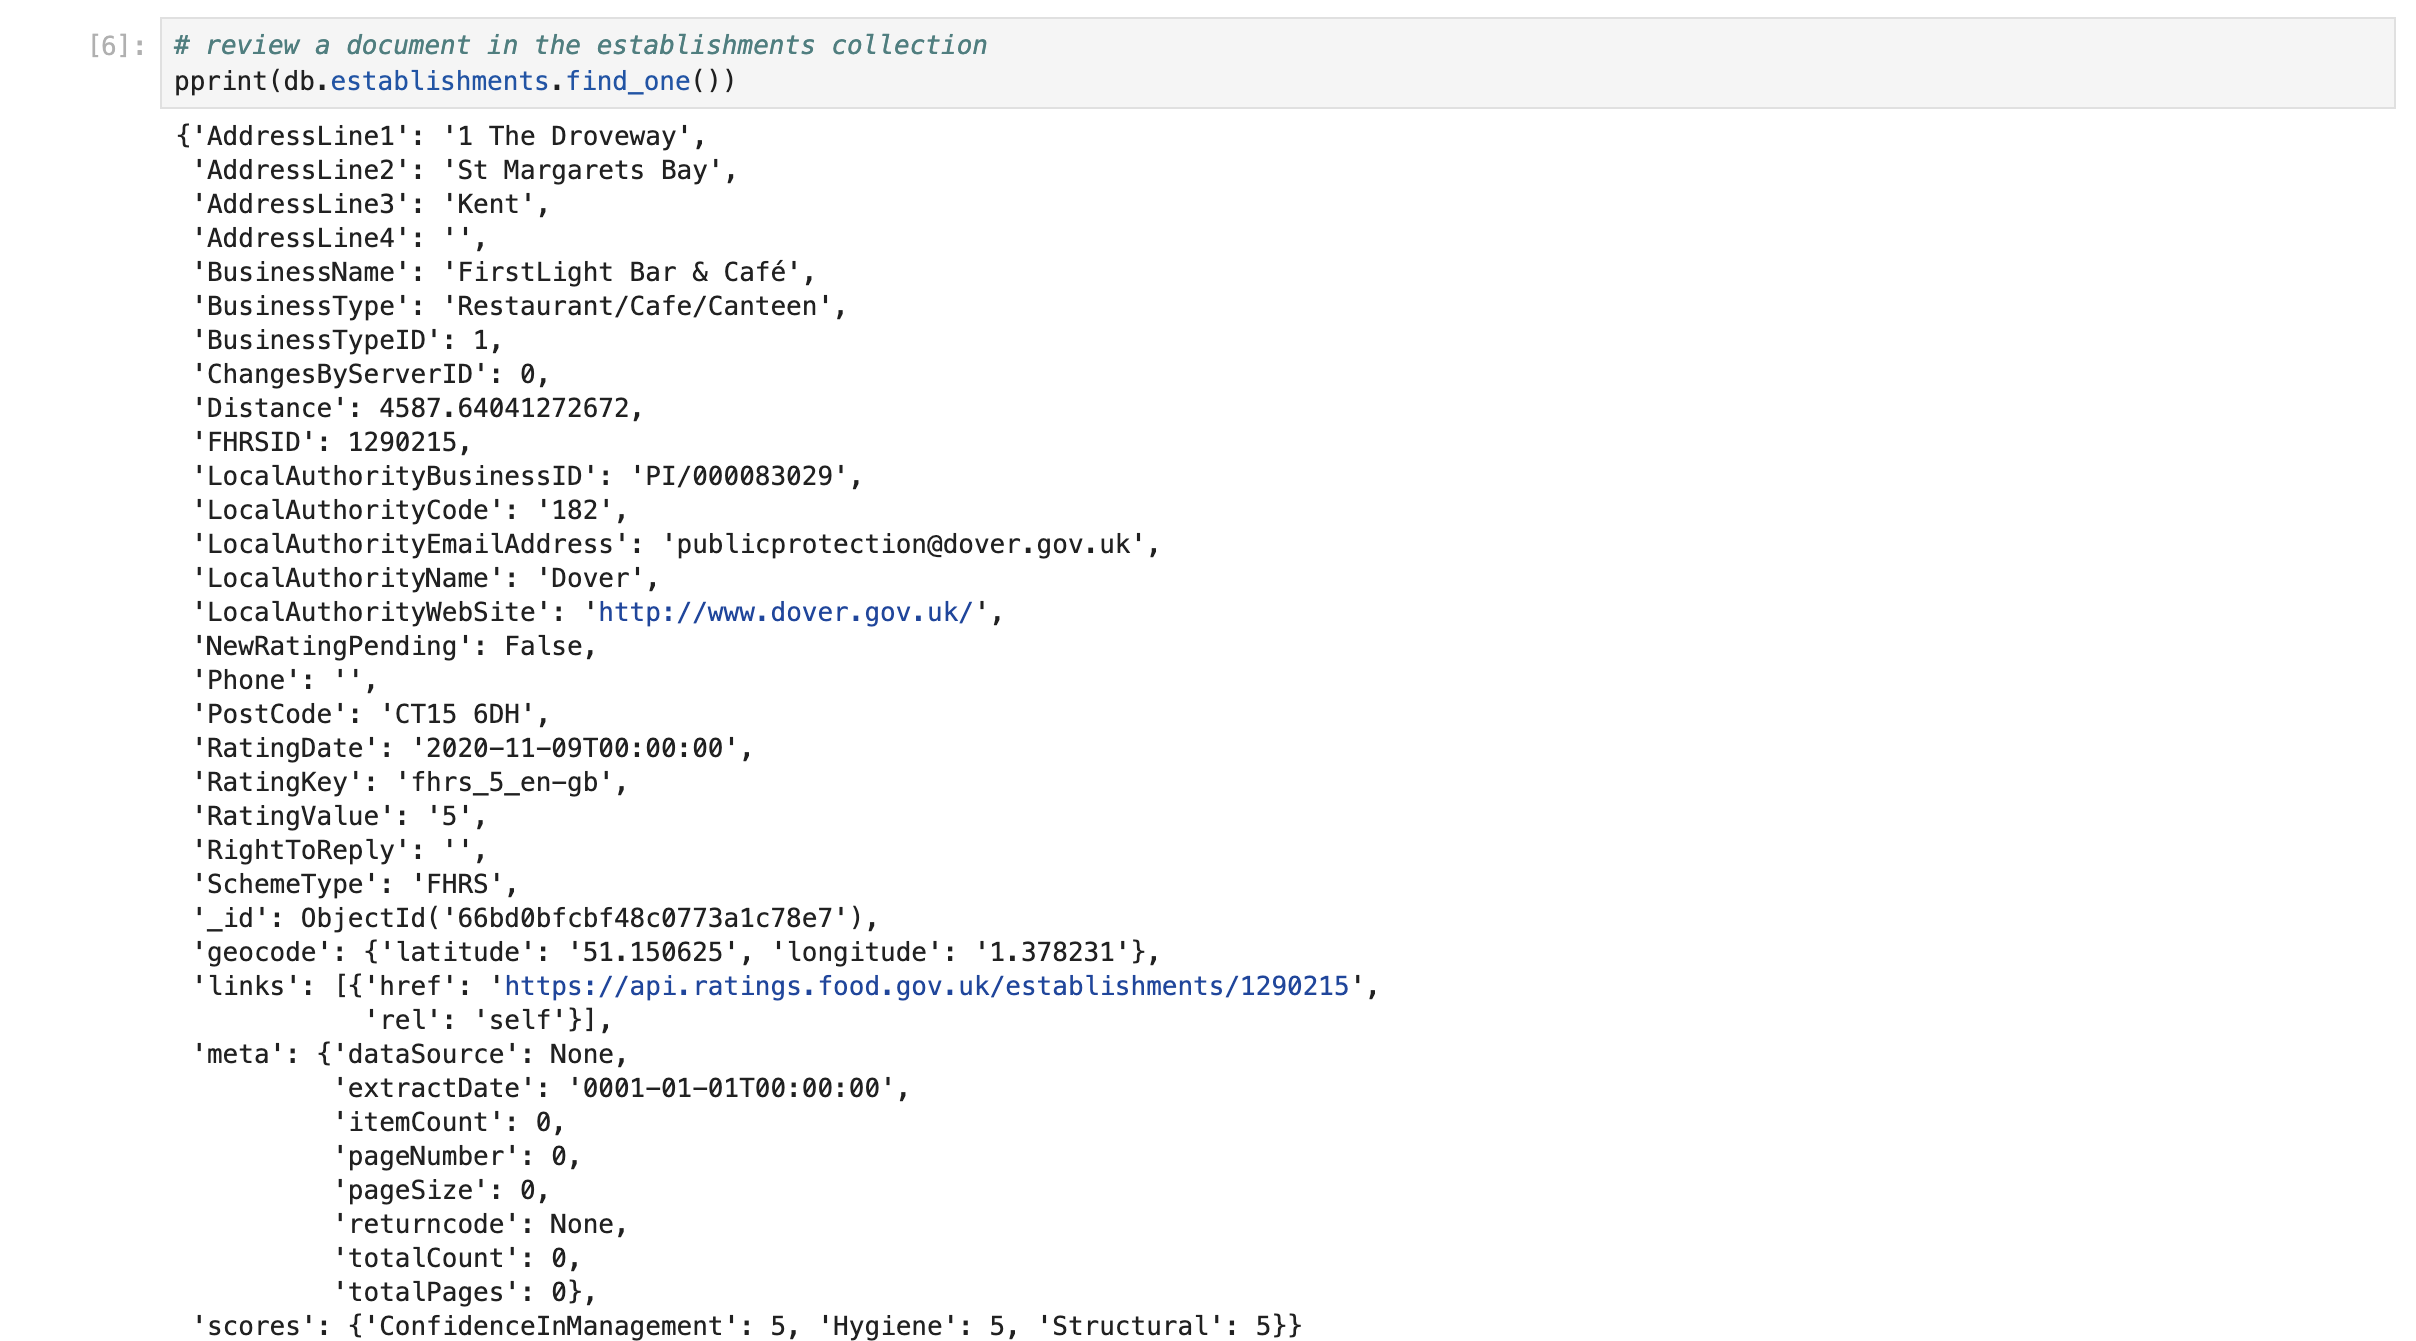 [6]: # review a document in the establishments collection
pprint(db.establishments.find_one())
{'AddressLine1': '1 The Droveway',
 'AddressLine2': 'St Margarets Bay',
 'AddressLine3': 'Kent',
 'AddressLine4': '',
 'BusinessName': 'FirstLight Bar & Café',
 'BusinessType': 'Restaurant/Cafe/Canteen',
 'BusinessTypeID': 1,
 'ChangesByServerID': 0,
 'Distance': 4587.64041272672,
 'FHRSID': 1290215,
 'LocalAuthorityBusinessID': 'PI/000083029',
 'LocalAuthorityCode': '182',
 'LocalAuthorityEmailAddress': 'publicprotection@dover.gov.uk',
 'LocalAuthorityName': 'Dover',
 'LocalAuthorityWebSite': 'http://www.dover.gov.uk/',
 'NewRatingPending': False,
 'Phone': '',
 'PostCode': 'CT15 6DH',
 'RatingDate': '2020-11-09T00:00:00',
 'RatingKey': 'fhrs_5_en-gb',
 'RatingValue': '5',
 'RightToReply': '',
 'SchemeType': 'FHRS',
 '_id': ObjectId('66bd0bfcbf48c0773a1c78e7'),
 'geocode': {'latitude': '51.150625', 'longitude': '1.378231'},
 'links': [{'href': 'https://api.ratings.food.gov.uk/establishments/1290215',
            'rel': 'self'}],
 'meta': {'dataSource': None,
          'extractDate': '0001-01-01T00:00:00',
          'itemCount': 0,
          'pageNumber': 0,
          'pageSize': 0,
          'returncode': None,
          'totalCount': 0,
          'totalPages': 0},
 'scores': {'ConfidenceInManagement': 5, 'Hygiene': 5, 'Structural': 5}}